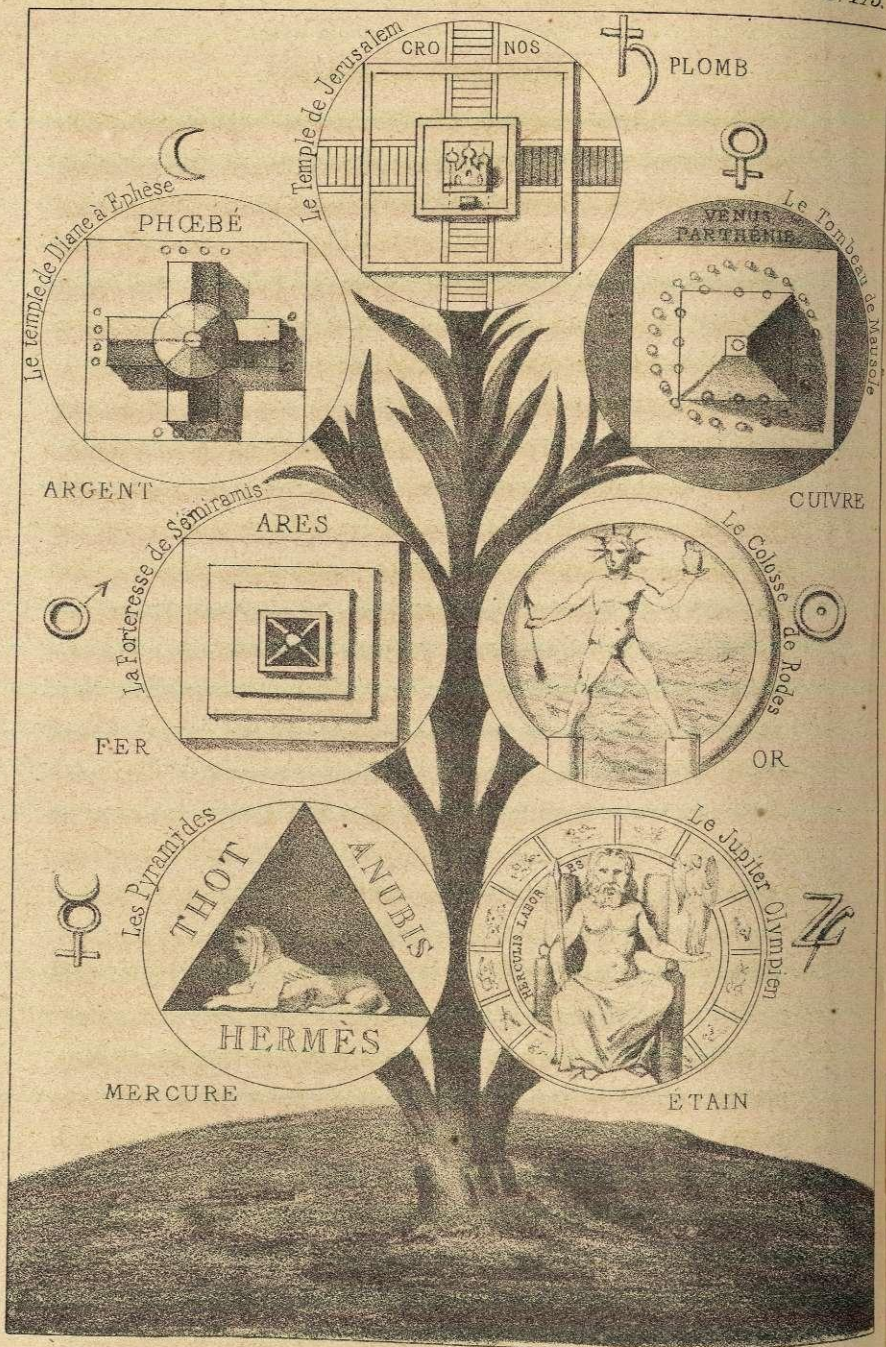 Le Temple de Jerusalem
CRO NOS
PLOMB
Le temple de Diane à Ephèse
PHŒBÉ
ARGENT
Le Tombeau de Mausole
VÉNUS
PARTHÉNIE
CUIVRE
La Forteresse de Sémiramis
ARES
FER
Le Colosse de Rodes
OR
Les Pyramides
THOT
ANUBIS
HERMÈS
MERCURE
Le Jupiter Olympien
HERCULIS LABOR
ETAIN